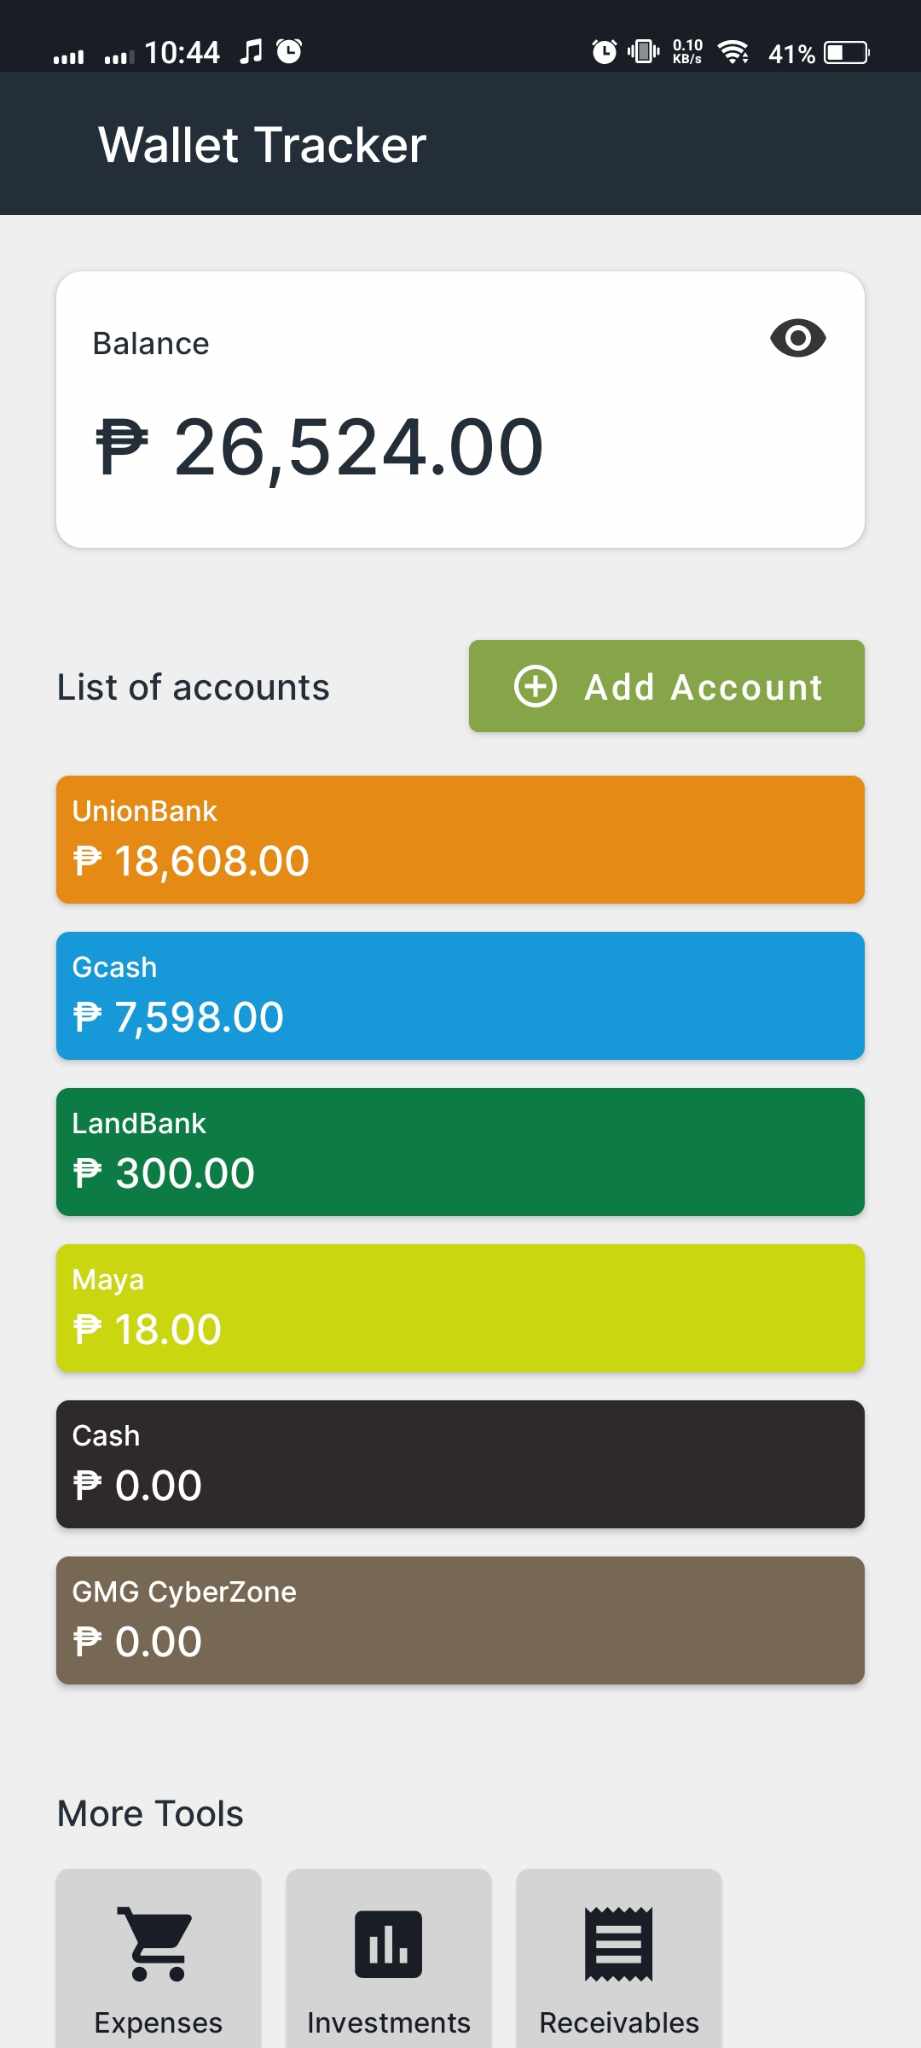 10:44
0.10
KB/s
41%
Wallet Tracker
Balance
₱ 26,524.00
List of accounts
Add Account
UnionBank
₱ 18,608.00
Gcash
₱ 7,598.00
LandBank
₱ 300.00
Maya
₱ 18.00
Cash
₱ 0.00
GMG CyberZone
₱ 0.00
More Tools
Expenses
Investments
Receivables